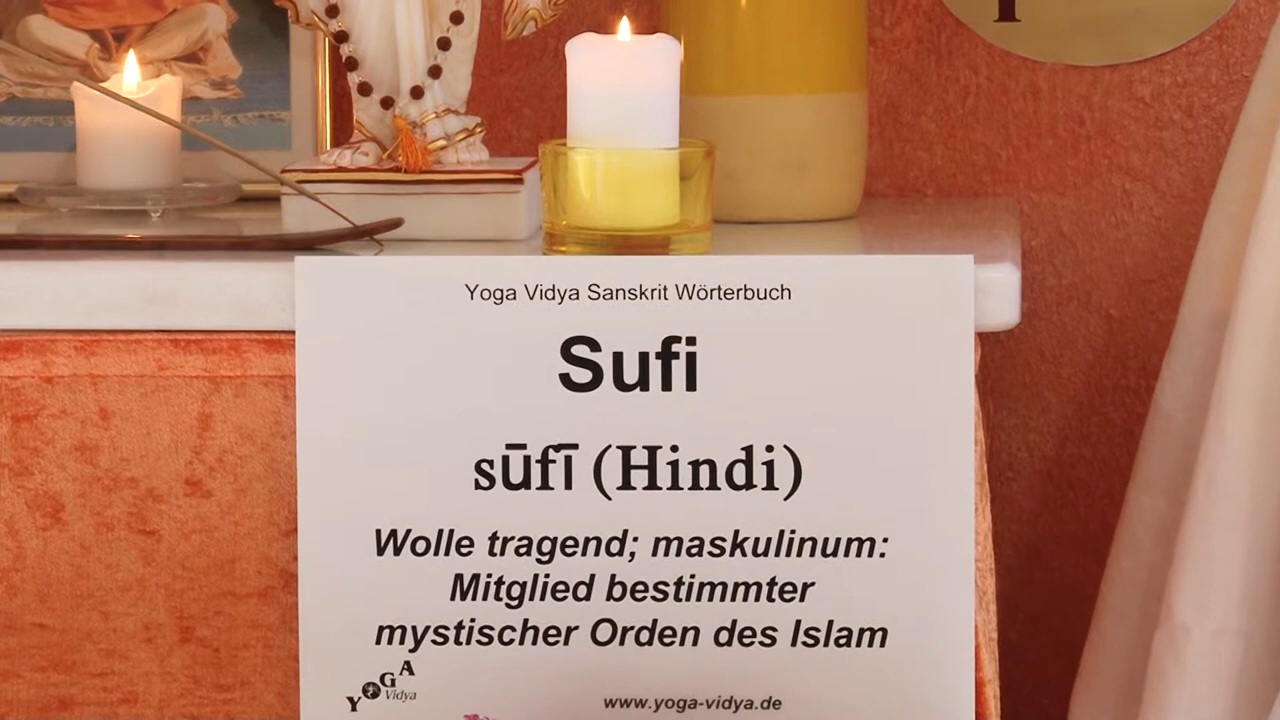 Yoga Vidya Sanskrit Wörterbuch
Sufi
sūfī (Hindi)
Wolle tragend; maskulinum:
Mitglied bestimmter
mystischer Orden des Islam
YOGA
Vidya
www.yoga-vidya.de